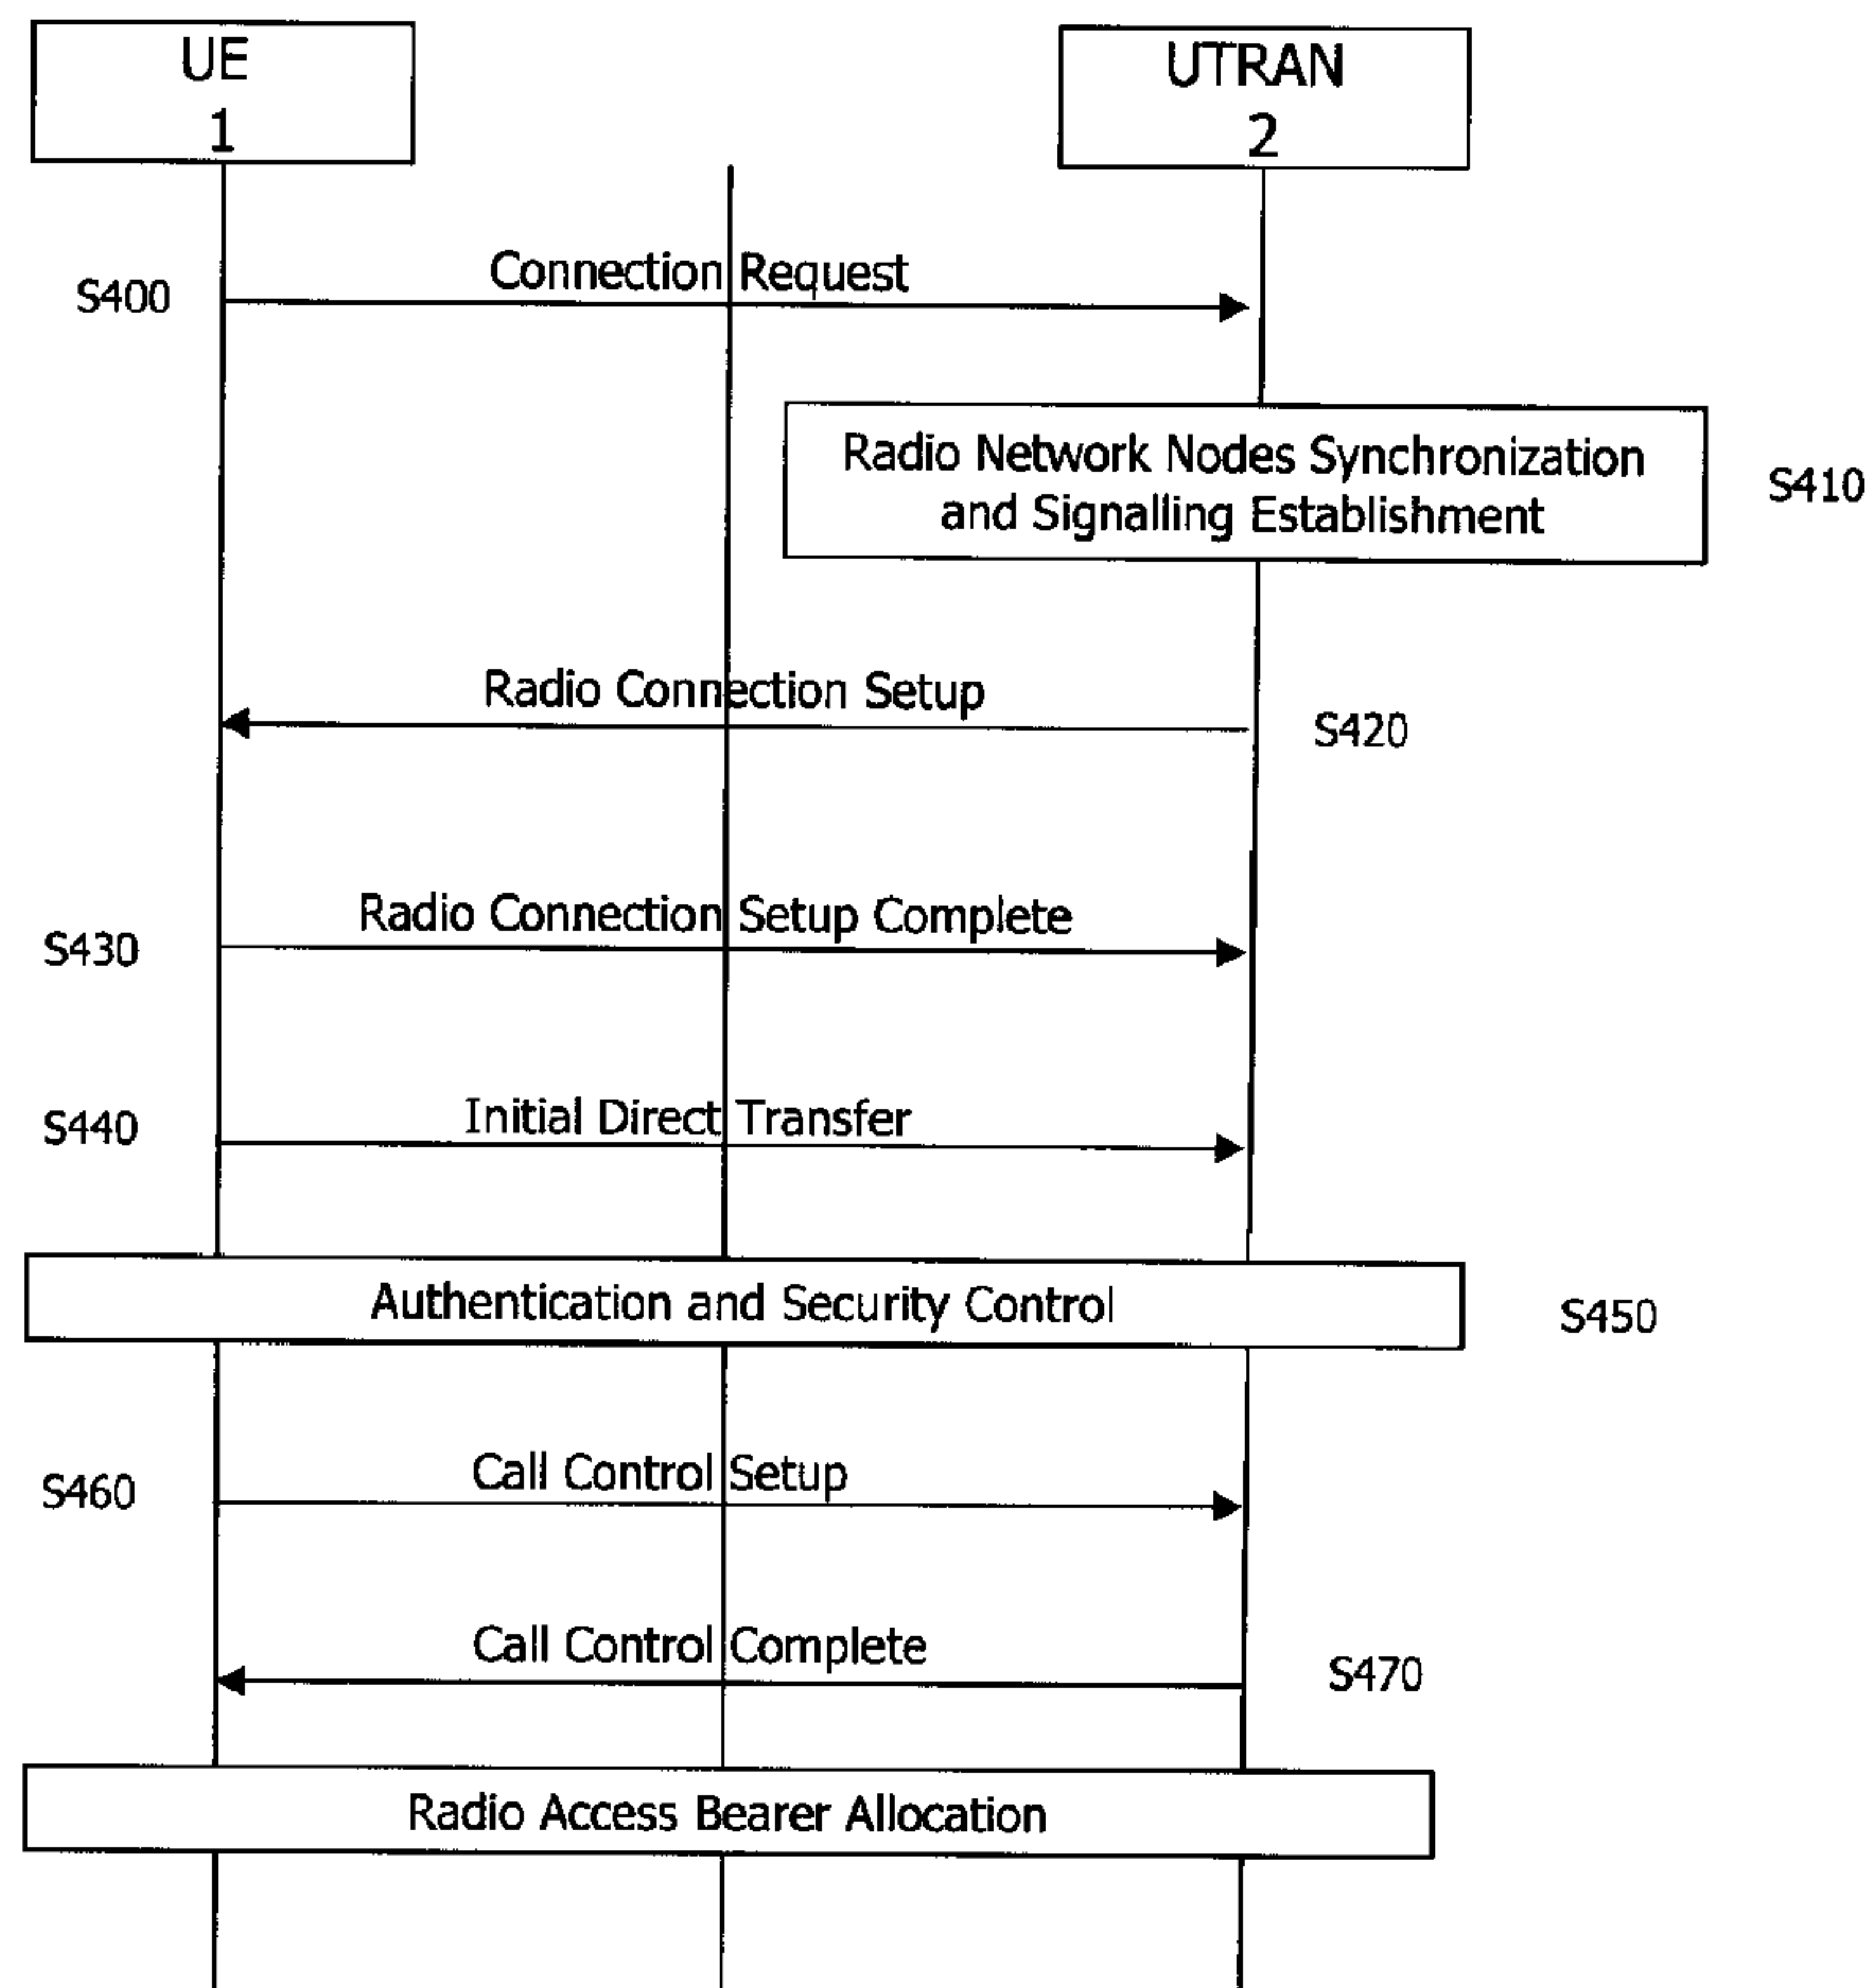 UE
1
UTRAN
2
Connection Request
S400
Radio Network Nodes Synchronization
and Signalling Establishment
S410
Radio Connection Setup
S420
Radio Connection Setup Complete
S430
Initial Direct Transfer
S440
Authentication and Security Control
S450
Call Control Setup
S460
Call Control Complete
S470
Radio Access Bearer Allocation